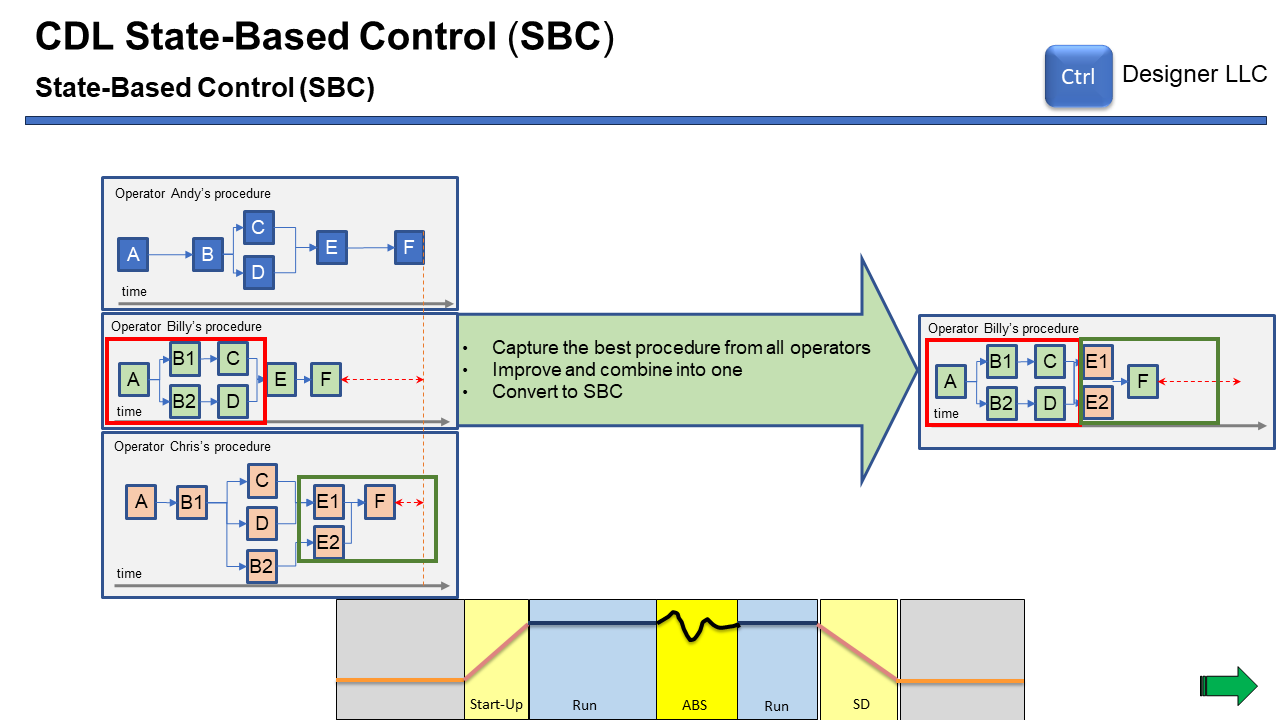 CDL State-Based Control (SBC)
State-Based Control (SBC)
Ctrl
Designer LLC
Operator Andy's procedure
A
B
C
D
E
F
time
Operator Billy's procedure
A
B1
C
B2
D
E
F
time
Operator Chris's procedure
A
B1
C
D
B2
E1
E2
F
time
• Capture the best procedure from all operators
• Improve and combine into one
• Convert to SBC
Operator Billy's procedure
A
B1
C
E1
B2
D
E2
F
time
Start-Up
Run
ABS
Run
SD